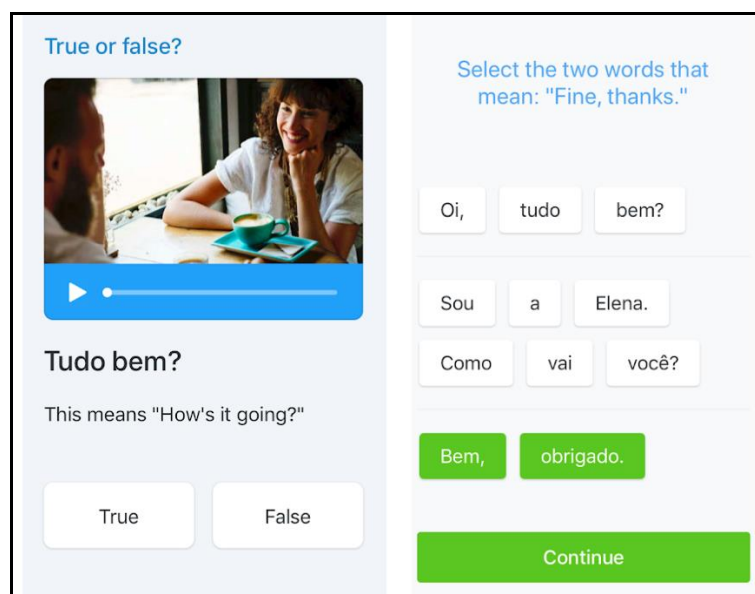 True or false?
Tudo bem?
This means "How's it going?"
True False
Select the two words that
mean: "Fine, thanks."
Oi, tudo bem?
Sou a Elena.
Como vai você?
Bem, obrigado.
Continue